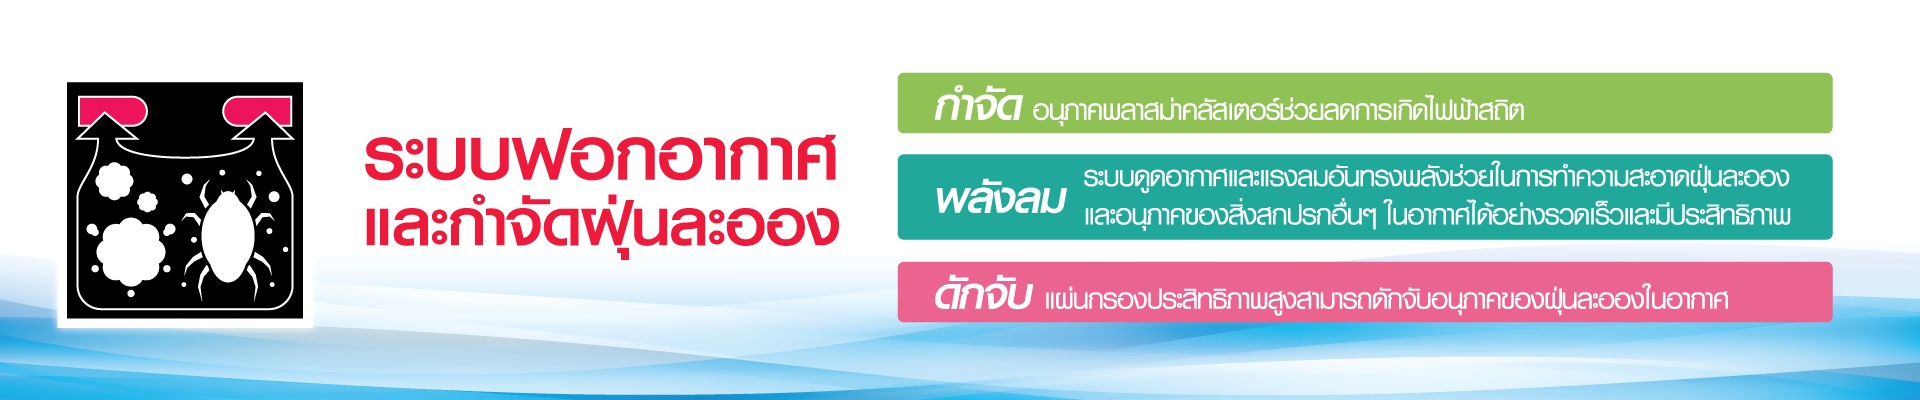 ระบบฟอกอากาศ
และกำจัดฝุ่นละออง
กำจัด อนุภาคพลาสม่าคลัสเตอร์ช่วยลดการเกิดไฟฟ้าสถิต
พลังลม ระบบดูดอากาศและแรงลมอันทรงพลังช่วยในการทำความสะอาดฝุ่นละออง
และอนุภาคของสิ่งสกปรกอื่นๆ ในอากาศได้อย่างรวดเร็วและมีประสิทธิภาพ
ดักจับ แผ่นกรองประสิทธิภาพสูงสามารถดักจับอนุภาคของฝุ่นละอองในอากาศ